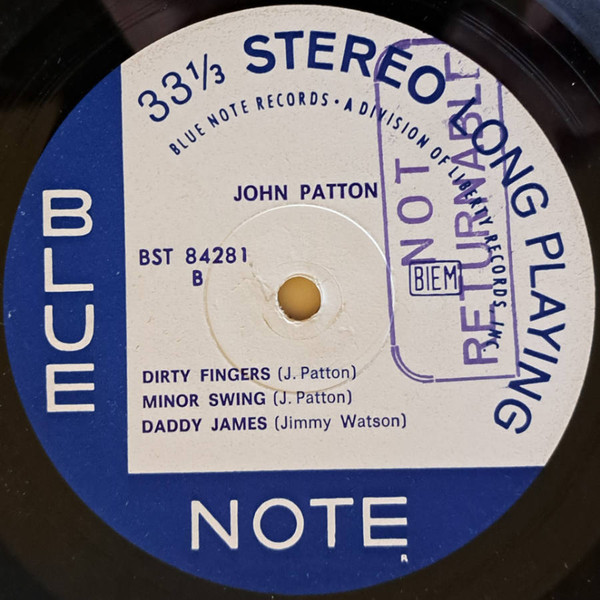 33⅓ STEREO LONG PLAYING
BLUE NOTE RECORDS • A DIVISION OF LIBERTY RECORDS, INC.
NOT
RETURNABLE
JOHN PATTON
BST 84281
B
BIEM
DIRTY FINGERS (J. Patton)
MINOR SWING (J. Patton)
DADDY JAMES (Jimmy Watson)
BLUE
NOTE
R